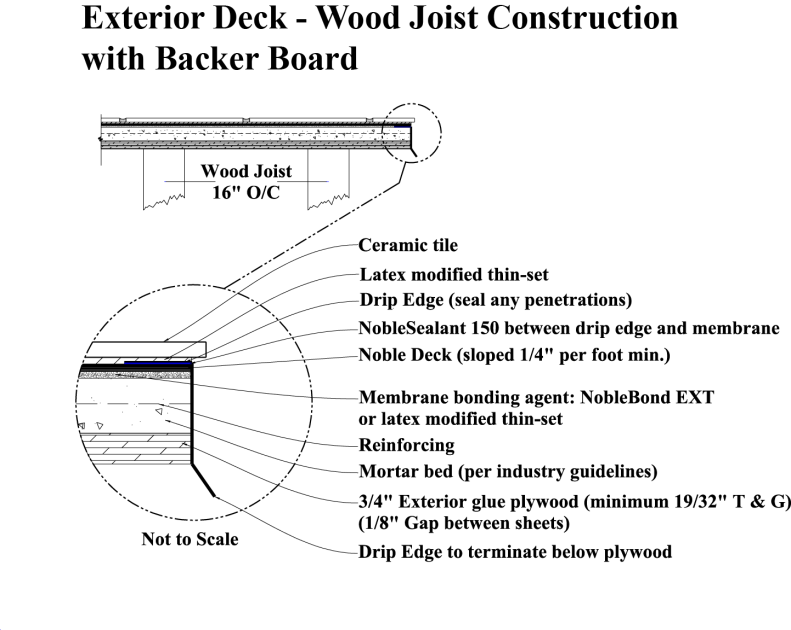 Exterior Deck - Wood Joist Construction
with Backer Board
Wood Joist
16" O/C
Ceramic tile
Latex modified thin-set
Drip Edge (seal any penetrations)
NobleSealant 150 between drip edge and membrane
Noble Deck (sloped 1/4" per foot min.)
Membrane bonding agent: NobleBond EXT
or latex modified thin-set
Reinforcing
Mortar bed (per industry guidelines)
3/4" Exterior glue plywood (minimum 19/32" T & G)
(1/8" Gap between sheets)
Not to Scale
Drip Edge to terminate below plywood